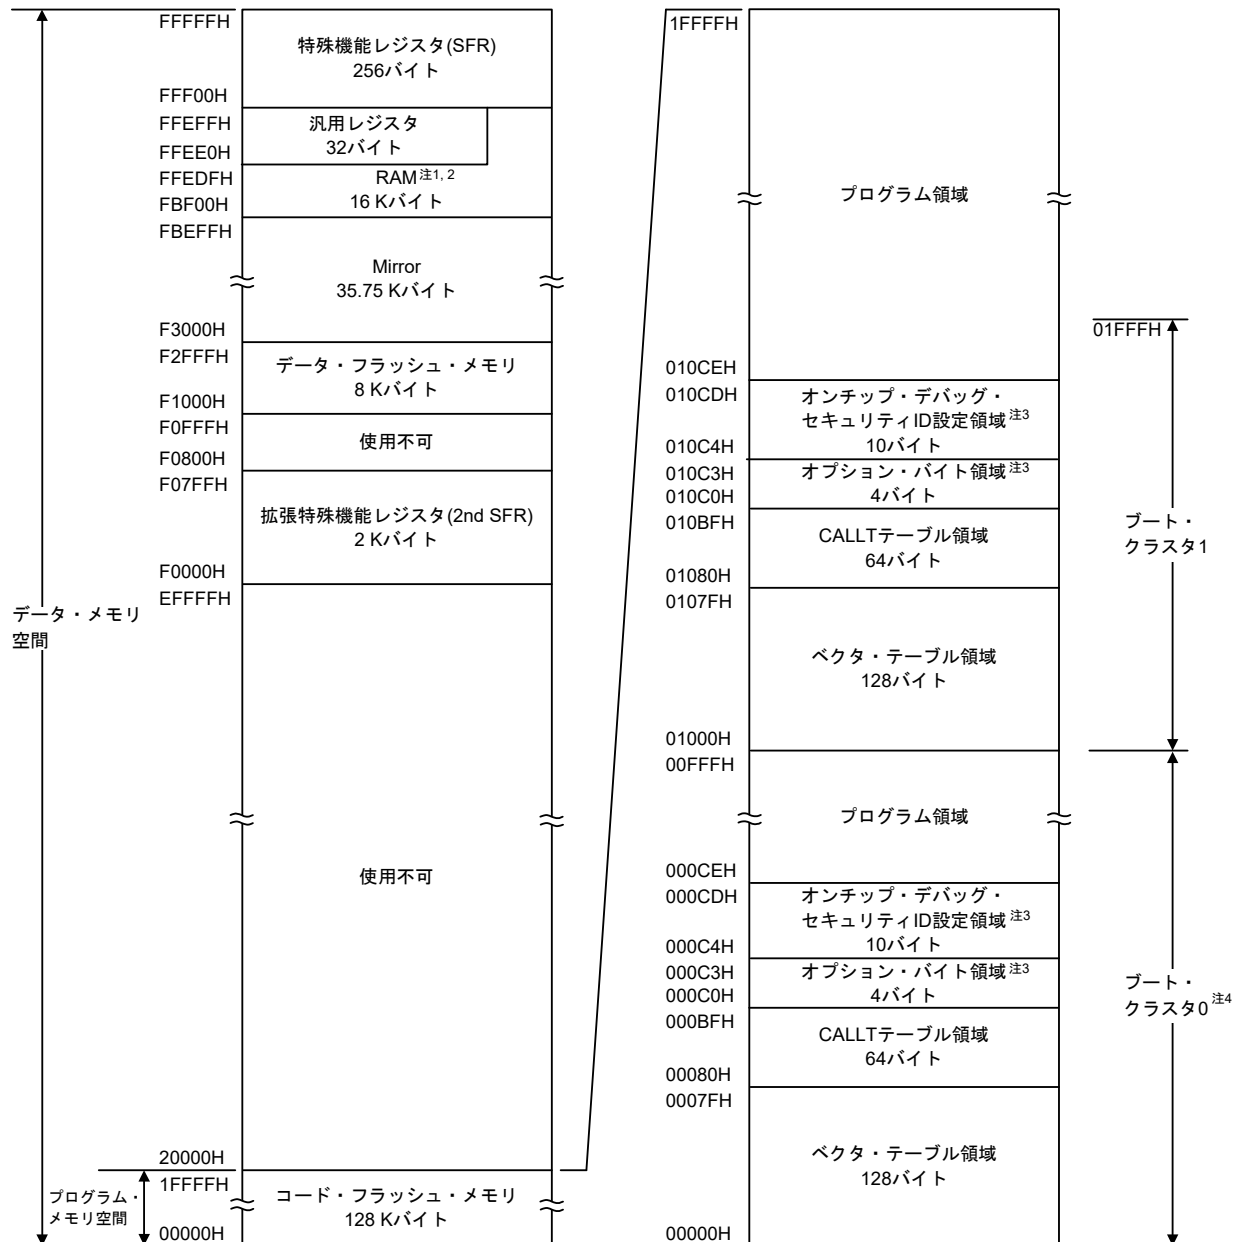 FFFFFH
特殊機能レジスタ(SFR)
256バイト
FFF00H
FFEFFH
汎用レジスタ
32バイト
FFEE0H
FFEDFH
RAM注1, 2
16 Kバイト
FBF00H
FBEFFH
Mirror
35.75 Kバイト
F3000H
F2FFFH
データ・フラッシュ・メモリ
8 Kバイト
F1000H
F0FFFH
使用不可
F0800H
F07FFH
拡張特殊機能レジスタ(2nd SFR)
2 Kバイト
F0000H
EFFFFH
データ・メモリ
空間
使用不可
20000H
1FFFFH
コード・フラッシュ・メモリ
128 Kバイト
プログラム・
メモリ空間
00000H
1FFFFH
プログラム領域
01FFFH
010CEH
010CDH
オンチップ・デバッグ・
セキュリティID設定領域注3
10バイト
010C4H
010C3H
オプション・バイト領域注3
4バイト
010C0H
010BFH
CALLTテーブル領域
64バイト
01080H
0107FH
ブート・
クラスタ1
ベクタ・テーブル領域
128バイト
01000H
00FFFH
プログラム領域
000CEH
000CDH
オンチップ・デバッグ・
セキュリティID設定領域注3
10バイト
000C4H
000C3H
オプション・バイト領域注3
4バイト
000C0H
000BFH
ブート・
クラスタ0注4
CALLTテーブル領域
64バイト
00080H
0007FH
ベクタ・テーブル領域
128バイト
00000H